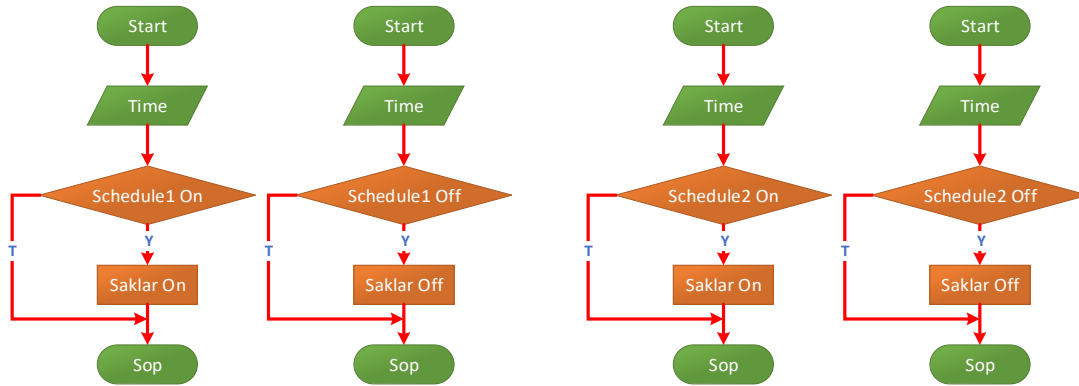 Start
Time
Schedule1 On
T
Y
Saklar On
Sop
Start
Time
Schedule1 Off
T
Y
Saklar Off
Sop
Start
Time
Schedule2 On
T
Y
Saklar On
Sop
Start
Time
Schedule2 Off
T
Y
Saklar Off
Sop